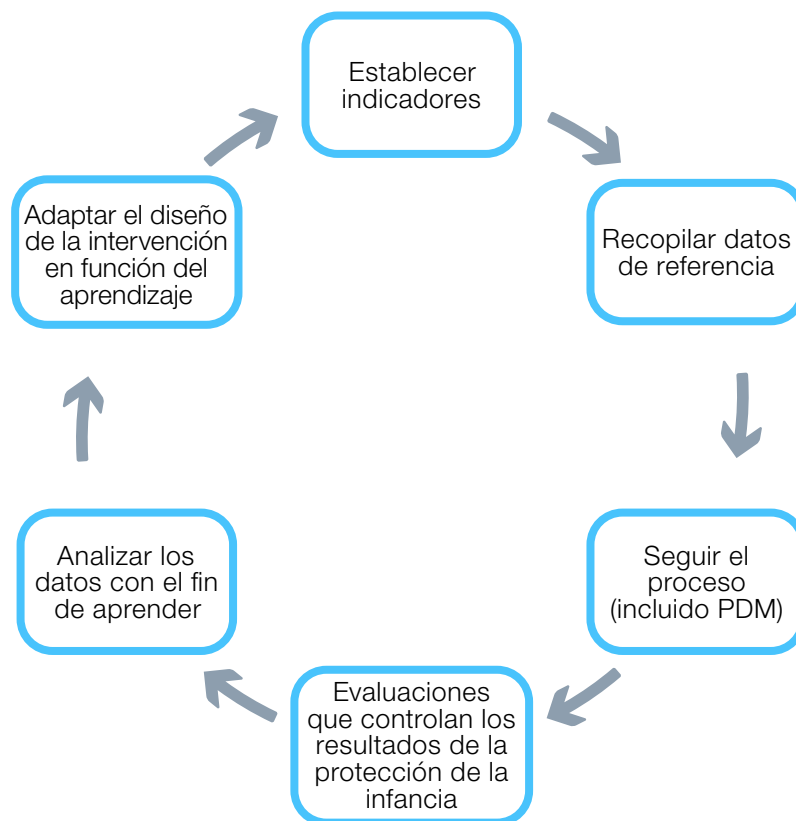 Establecer
indicadores
Recopilar datos
de referencia
Seguir el
proceso
(incluido PDM)
Evaluaciones
que controlan los
resultados de la
protección de la
infancia
Analizar los
datos con el fin
de aprender
Adaptar el diseño
de la intervención
en función del
aprendizaje